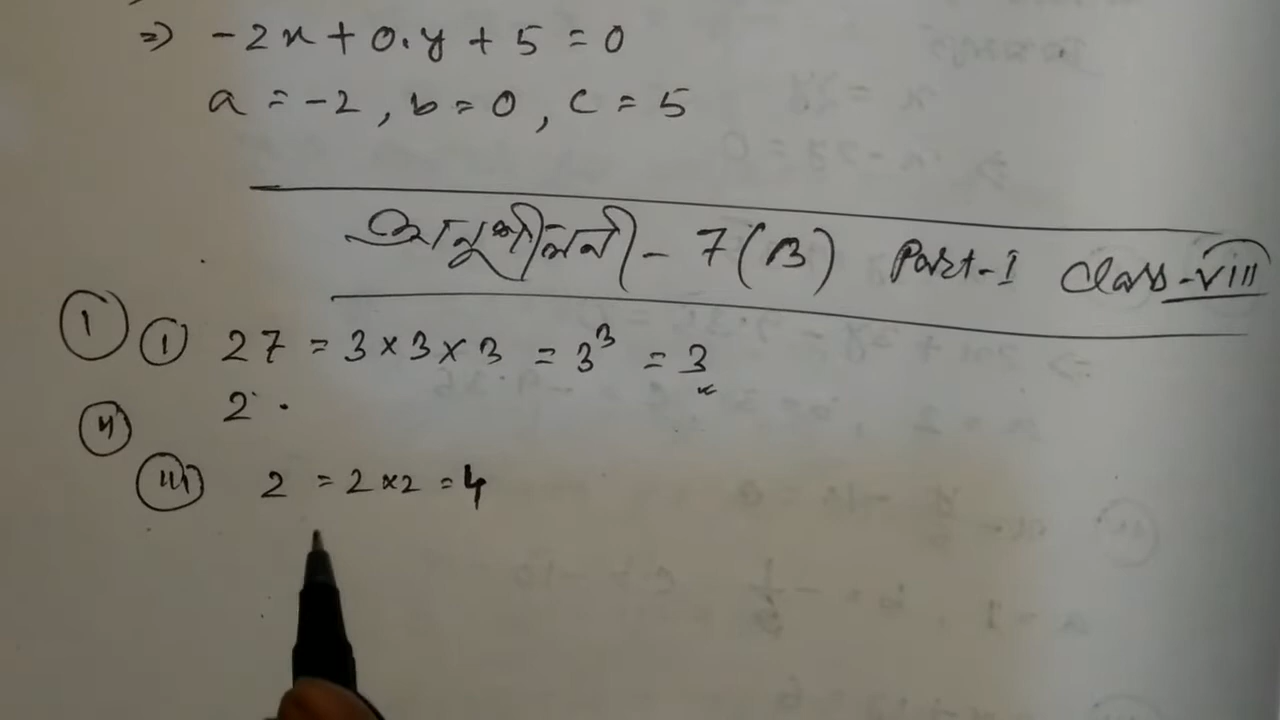 ⇒ -2x + 0.y + 5 = 0
a = -2, b = 0, c = 5
অনুশীলনী - 7(B) Part-I Class-VIII
① ① 27 = 3 × 3 × 3 = 3³ = 3
ⓘⓘ 2 .
ⓘⓘⓘ 2 = 2 × 2 = 4